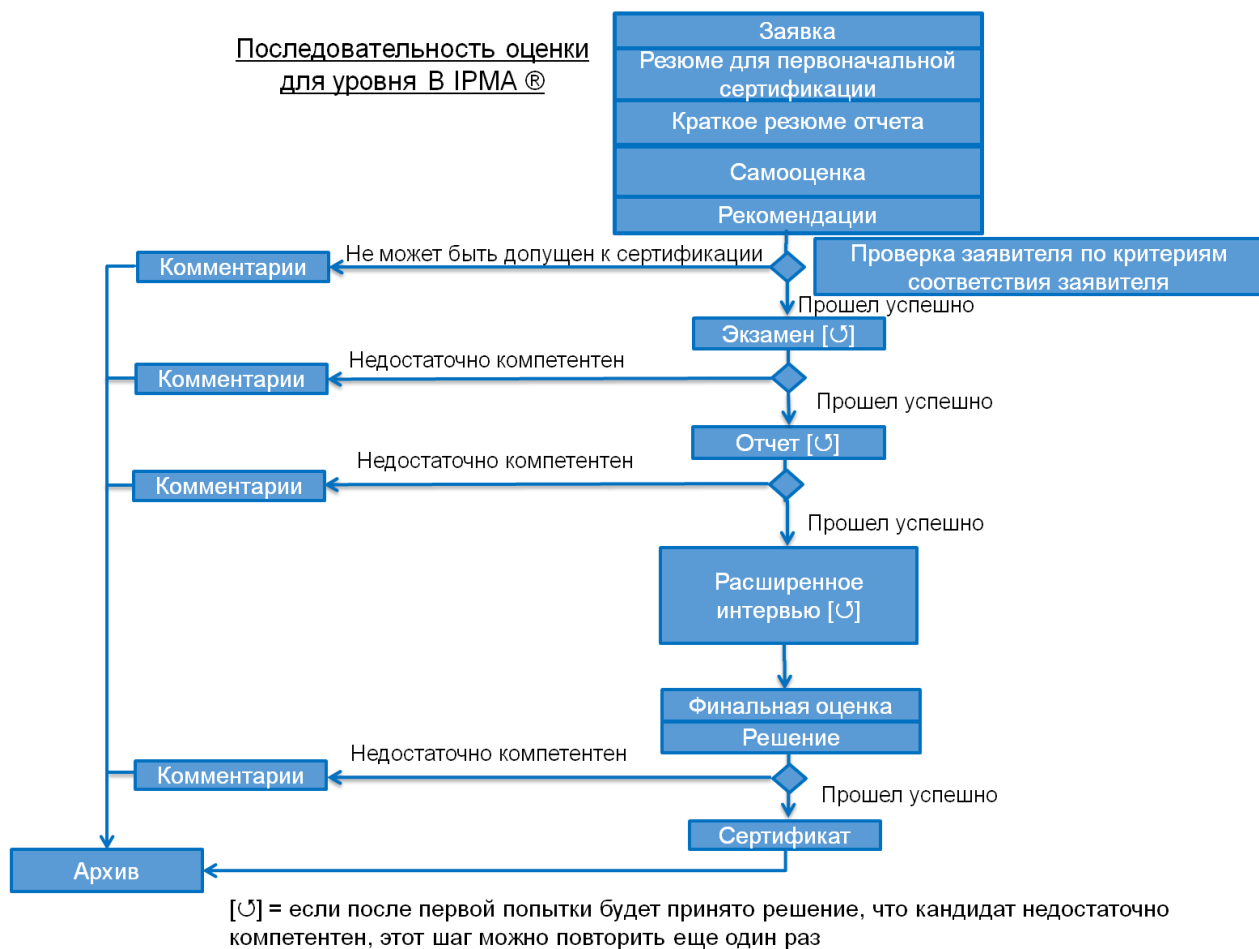 Последовательность оценки
для уровня В IPMA ®
Заявка
Резюме для первоначальной
сертификации
Краткое резюме отчета
Самооценка
Рекомендации
Комментарии
Не может быть допущен к сертификации
Проверка заявителя по критериям
соответствия заявителя
Прошел успешно
Экзамен [↺]
Недостаточно компетентен
Комментарии
Прошел успешно
Отчет [↺]
Недостаточно компетентен
Комментарии
Прошел успешно
Расширенное
интервью [↺]
Финальная оценка
Решение
Недостаточно компетентен
Комментарии
Прошел успешно
Сертификат
Архив
[↺] = если после первой попытки будет принято решение, что кандидат недостаточно
компетентен, этот шаг можно повторить еще один раз